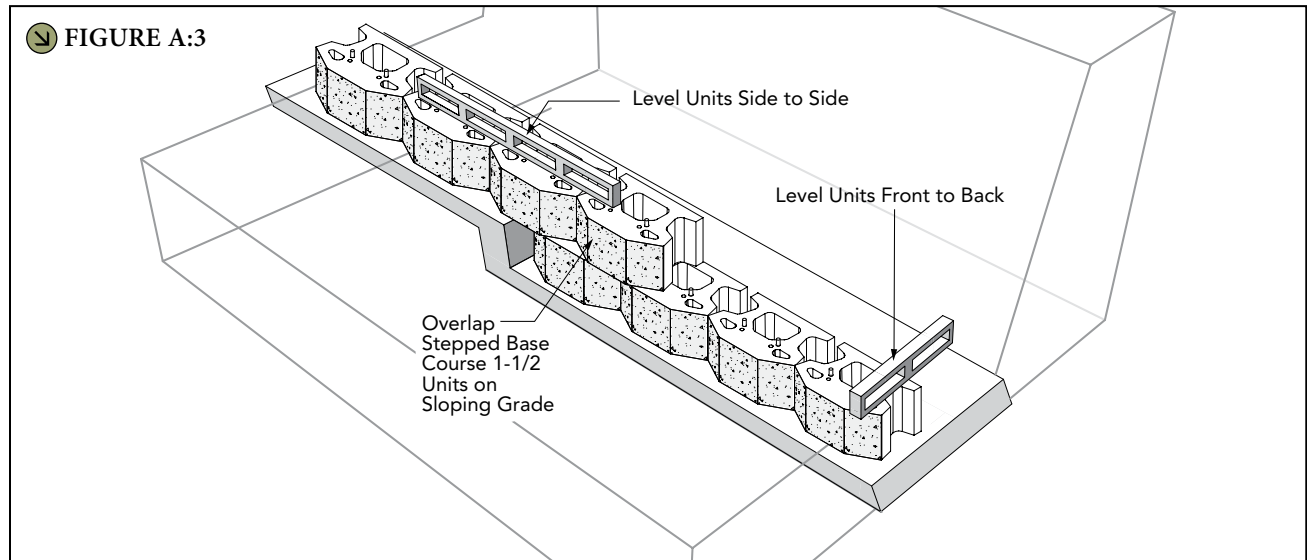 FIGURE A:3
Level Units Side to Side
Level Units Front to Back
Overlap
Stepped Base
Course 1-1/2
Units on
Sloping Grade